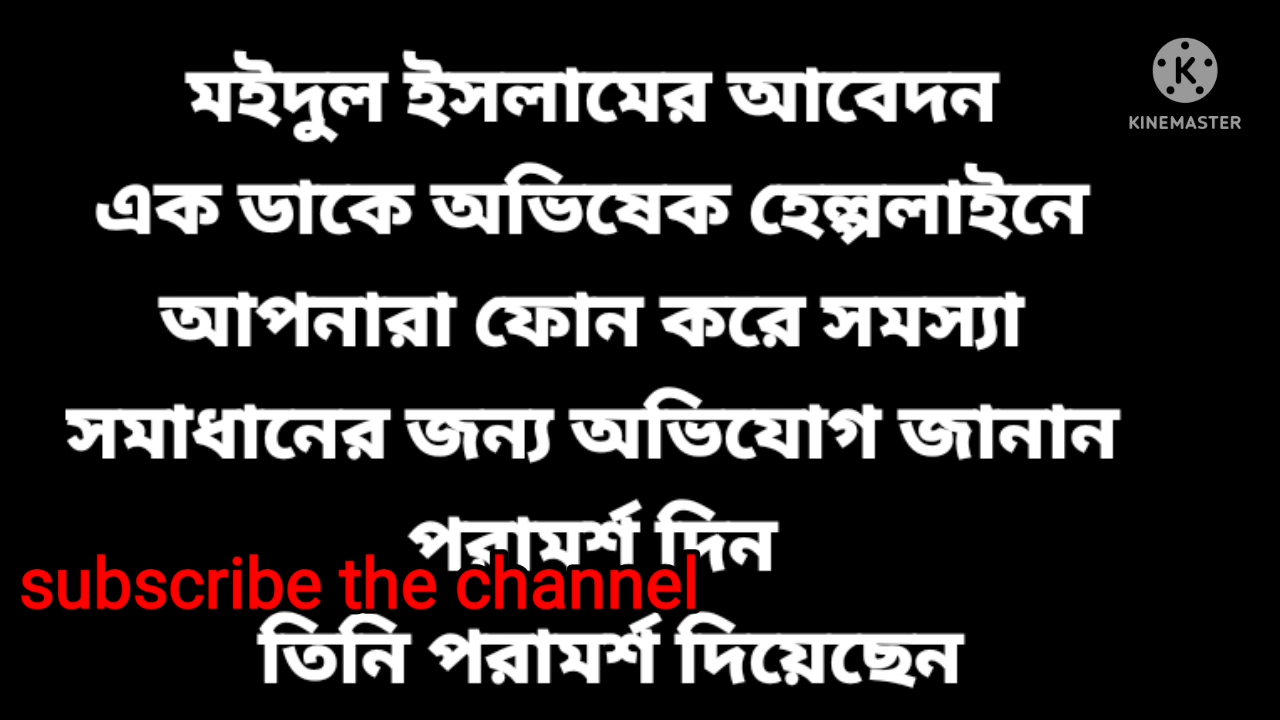 মইদুল ইসলামের আবেদন
এক ডাকে অভিষেক হেল্পলাইনে
আপনারা ফোন করে সমস্যা
সমাধানের জন্য অভিযোগ জানান
পরামর্শ দিন
subscribe the channel
তিনি পরামর্শ দিয়েছেন
K
KINEMASTER